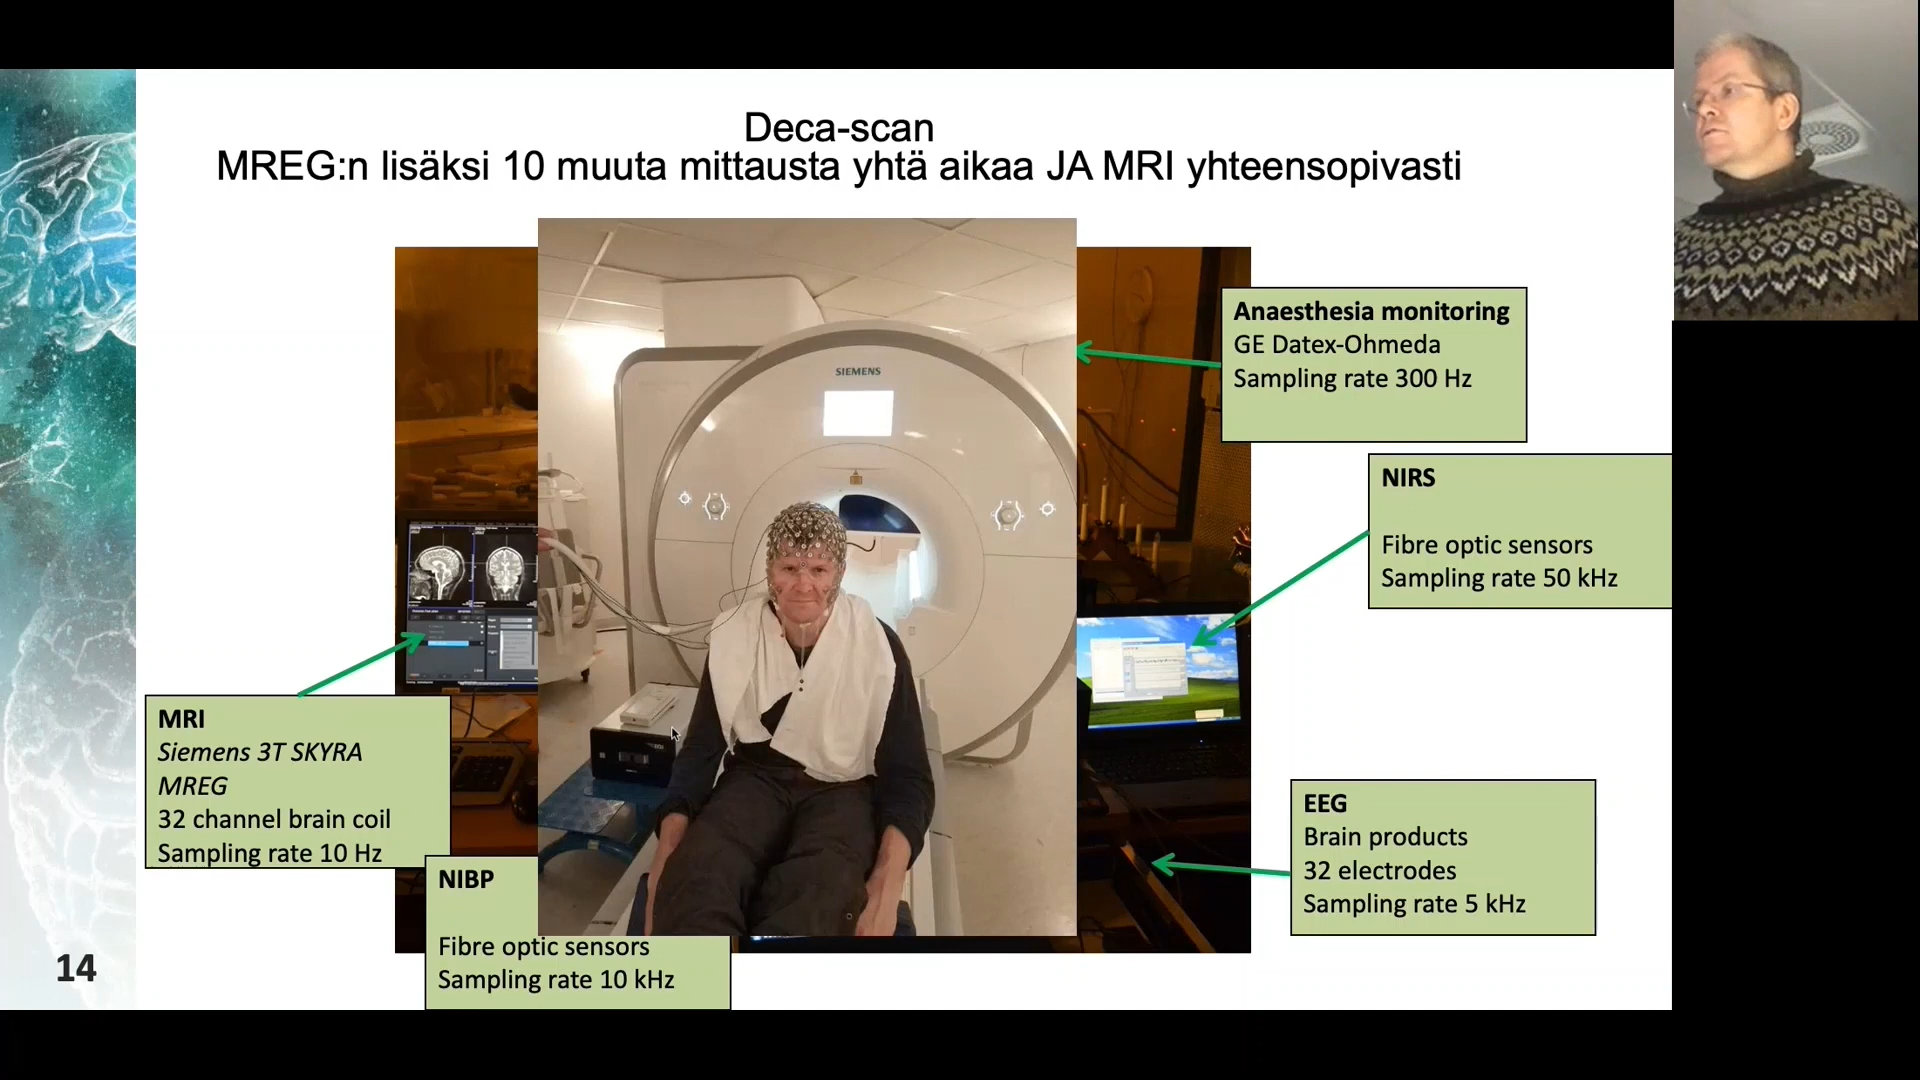 Deca-scan
MREG:n lisäksi 10 muuta mittausta yhtä aikaa JA MRI yhteensopivasti
SIEMENS
Anaesthesia monitoring
GE Datex-Ohmeda
Sampling rate 300 Hz
NIRS
Fibre optic sensors
Sampling rate 50 kHz
MRI
Siemens 3T SKYRA
MREG
32 channel brain coil
Sampling rate 10 Hz
EEG
Brain products
32 electrodes
Sampling rate 5 kHz
NIBP
Fibre optic sensors
Sampling rate 10 kHz
14